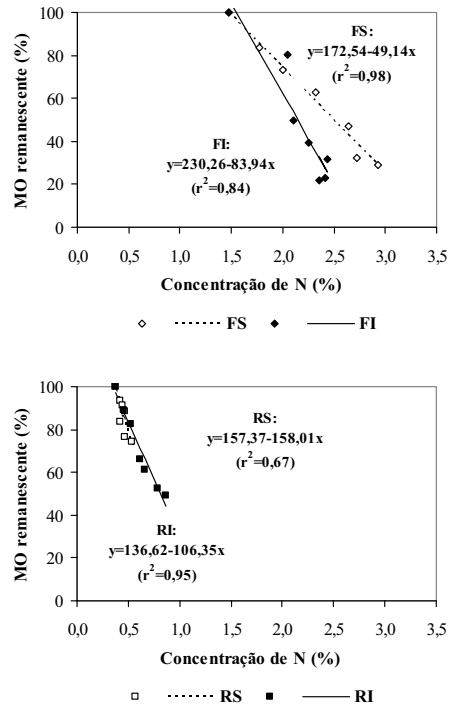 100
80
60
40
20
0
MO remanescente (%)
FS:
y=172,54-49,14x
(r²=0,98)
FI:
y=230,26-83,94x
(r²=0,84)
0,0 0,5 1,0 1,5 2,0 2,5 3,0 3,5
Concentração de N (%)
FS FI
100
80
60
40
20
0
MO remanescente (%)
RS:
y=157,37-158,01x
(r²=0,67)
RI:
y=136,62-106,35x
(r²=0,95)
0,0 0,5 1,0 1,5 2,0 2,5 3,0 3,5
Concentração de N (%)
RS RI